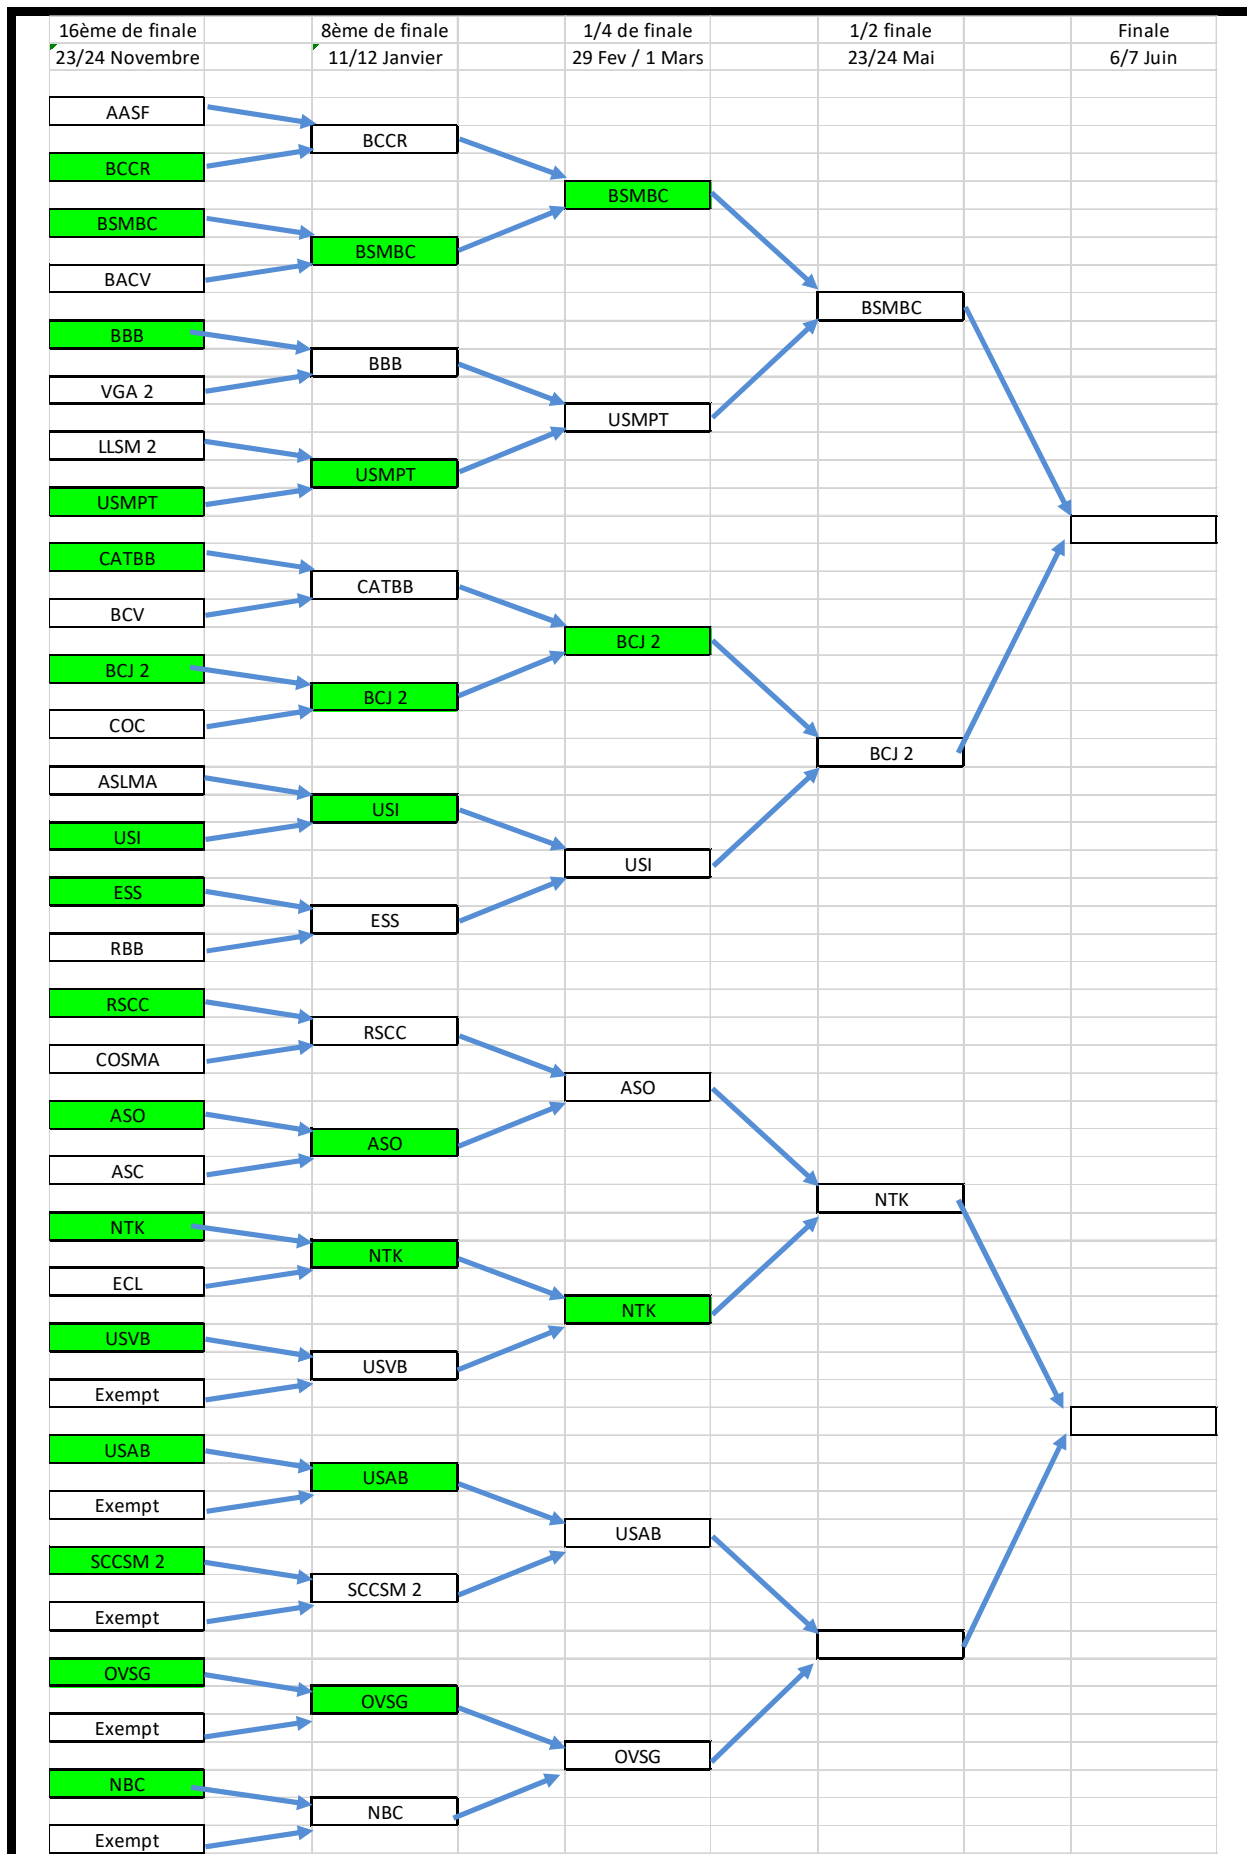 16ème de finale 8ème de finale 1/4 de finale 1/2 finale Finale
23/24 Novembre 11/12 Janvier 29 Fev / 1 Mars 23/24 Mai 6/7 Juin
AASF
BCCR
BCCR
BSMBC
BSMBC
BSMBC
BACV
BSMBC
BBB
BBB
VGA 2
USMPT
LLSM 2
USMPT
USMPT
CATBB
CATBB
BCV
BCJ 2
BCJ 2
BCJ 2
COC
BCJ 2
ASLMA
USI
USI
USI
ESS
ESS
RBB
RSCC
RSCC
COSMA
ASO
ASO
ASO
ASC
NTK
NTK
NTK
ECL
NTK
USVB
USVB
Exempt
USAB
USAB
Exempt
USAB
SCCSM 2
SCCSM 2
Exempt
OVSG
OVSG
Exempt
OVSG
NBC
NBC
Exempt